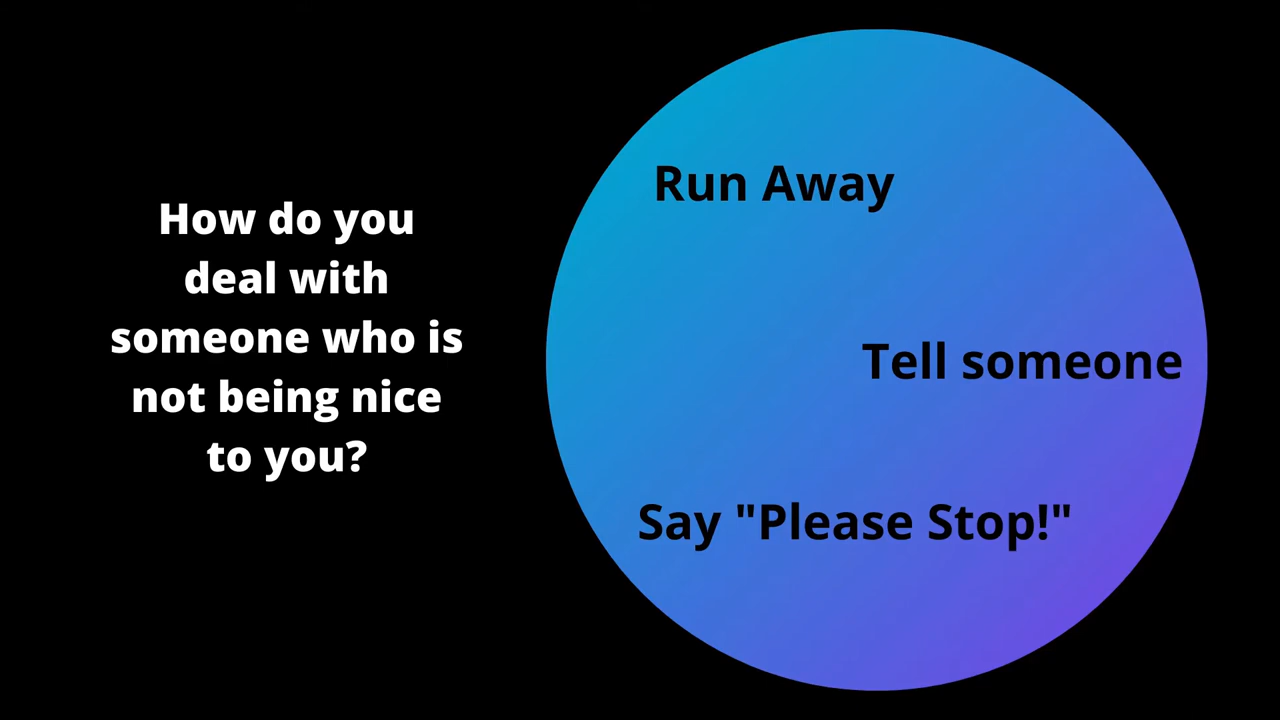 How do you
deal with
someone who is
not being nice
to you?
Run Away
Tell someone
Say "Please Stop!"